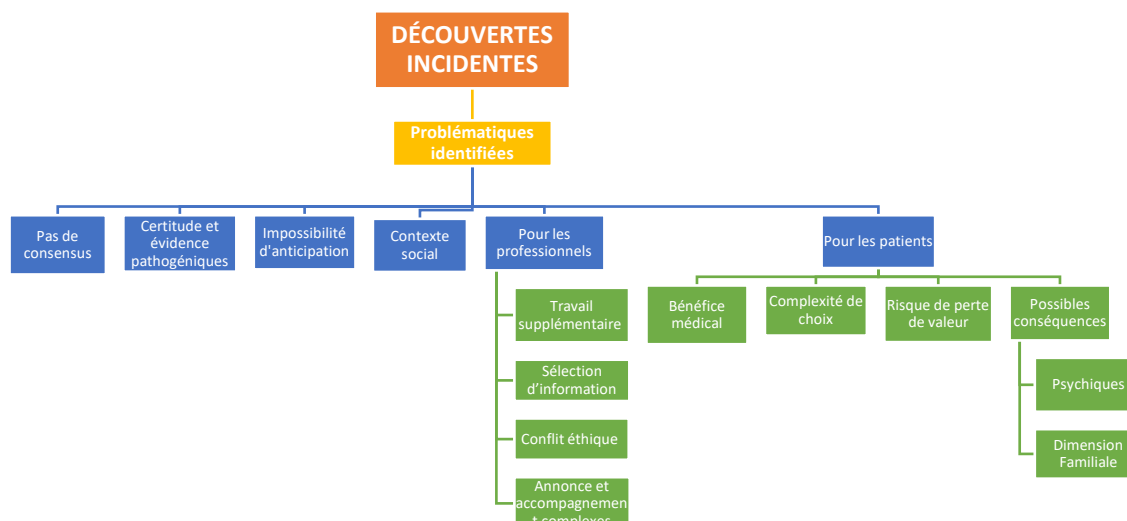 DÉCOUVERTES
INCIDENTES
Problématiques
identifiées
Pas de
consensus
Certitude et
évidence
pathogéniques
Impossibilité
d'anticipation
Contexte
social
Pour les
professionnels
Pour les patients
Travail
supplémentaire
Sélection
d’information
Conflit éthique
Annonce et
accompagnemen
t complexes
Bénéfice
médical
Complexité de
choix
Risque de perte
de valeur
Possibles
conséquences
Psychiques
Dimension
Familiale